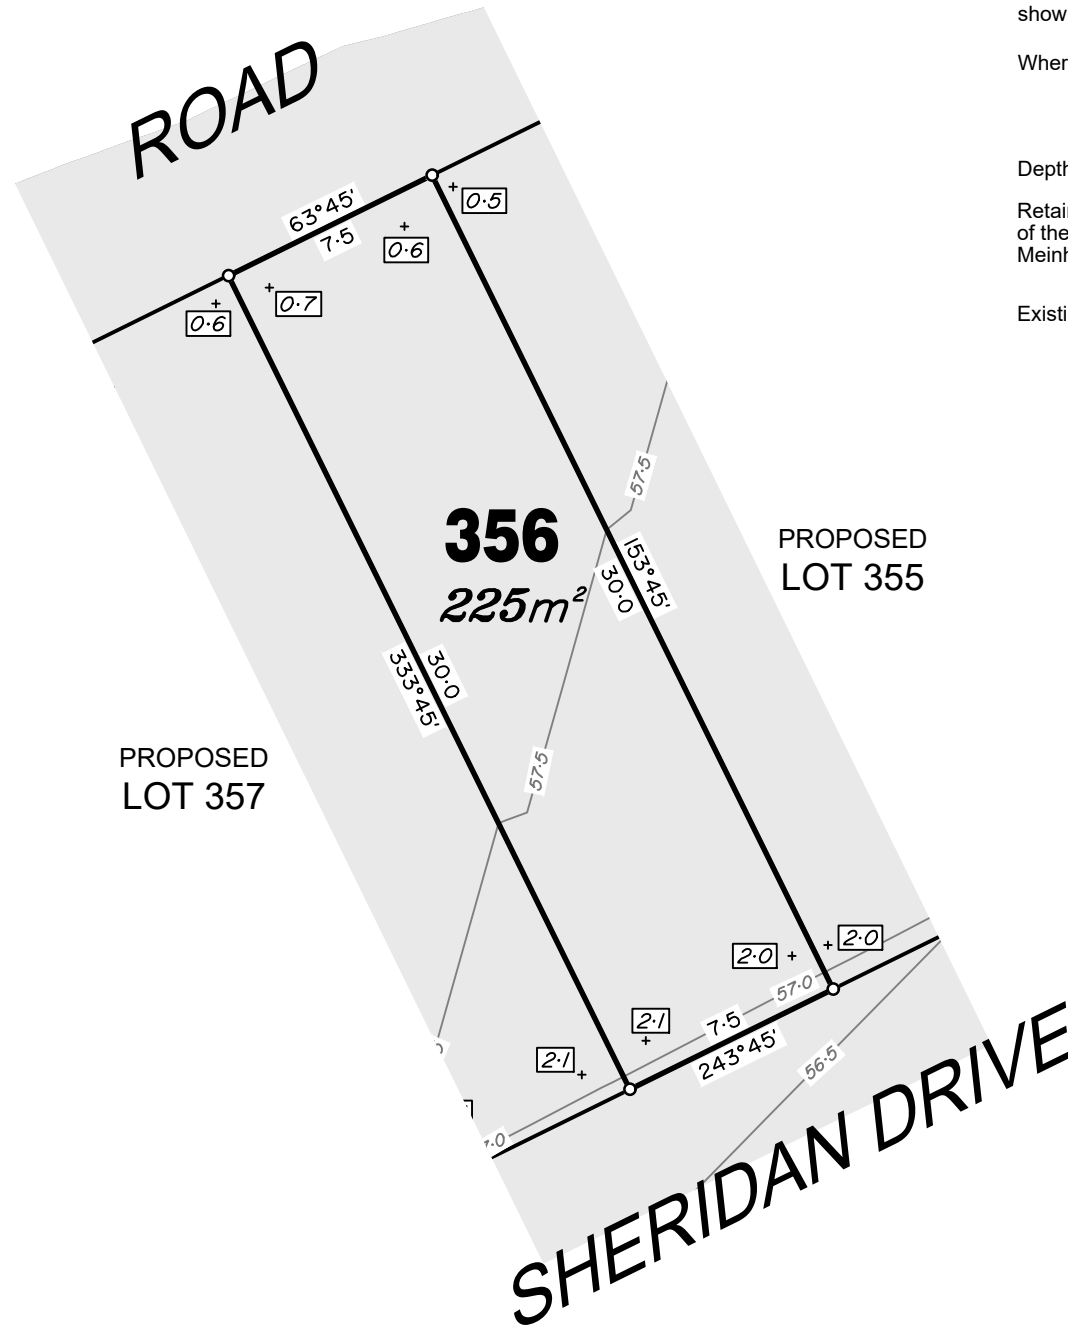 show
Wher
ROAD
Depth
Retai
of the
Meinh
Existi
63°45'
7·5
0·5
0·6
0·7
0·6
57·5
356
225m²
153°45'
30·0
PROPOSED
LOT 355
30·0
333°45'
57·5
PROPOSED
LOT 357
2·0
2·0
57·0
2·1
7·5
243°45'
2·1
56·5
7·0
SHERIDAN DRIVE